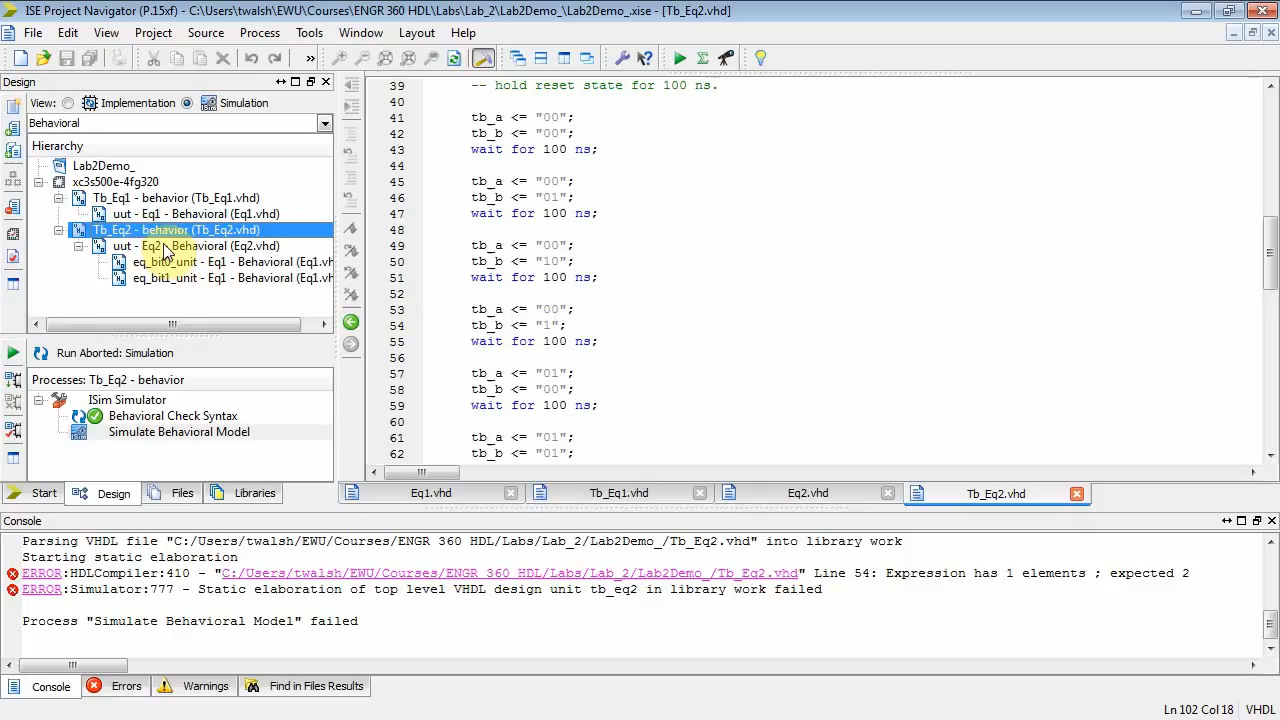 ISE Project Navigator (P.15xf) - C:\Users\twalsh\EWU\Courses\ENGR 360 HDL\Labs\Lab_2\Lab2Demo_\Lab2Demo_.xise - [Tb_Eq2.vhd]
File Edit View Project Source Process Tools Window Layout Help
»
Design
View: Implementation Simulation
Behavioral
Hierarchy
Lab2Demo_
xc3s500e-4fg320
Tb_Eq1 - behavior (Tb_Eq1.vhd)
uut - Eq1 - Behavioral (Eq1.vhd)
Tb_Eq2 - behavior (Tb_Eq2.vhd)
uut - Eq2 - Behavioral (Eq2.vhd)
eq_bit0_unit - Eq1 - Behavioral (Eq1.vh
eq_bit1_unit - Eq1 - Behavioral (Eq1.vh
Run Aborted: Simulation
Processes: Tb_Eq2 - behavior
ISim Simulator
Behavioral Check Syntax
Simulate Behavioral Model
Start Design Files Libraries
39 -- hold reset state for 100 ns.
40
41 tb_a <= "00";
42 tb_b <= "00";
43 wait for 100 ns;
44
45 tb_a <= "00";
46 tb_b <= "01";
47 wait for 100 ns;
48
49 tb_a <= "00";
50 tb_b <= "10";
51 wait for 100 ns;
52
53 tb_a <= "00";
54 tb_b <= "1";
55 wait for 100 ns;
56
57 tb_a <= "01";
58 tb_b <= "00";
59 wait for 100 ns;
60
61 tb_a <= "01";
62 tb_b <= "01";
Eq1.vhd Tb_Eq1.vhd Eq2.vhd Tb_Eq2.vhd
Console
Parsing VHDL file "C:/Users/twalsh/EWU/Courses/ENGR 360 HDL/Labs/Lab_2/Lab2Demo_/Tb_Eq2.vhd" into library work
Starting static elaboration
ERROR:HDLCompiler:410 - "C:/Users/twalsh/EWU/Courses/ENGR 360 HDL/Labs/Lab_2/Lab2Demo_/Tb_Eq2.vhd" Line 54: Expression has 1 elements ; expected 2
ERROR:Simulator:777 - Static elaboration of top level VHDL design unit tb_eq2 in library work failed
Process "Simulate Behavioral Model" failed
Console Errors Warnings Find in Files Results
Ln 102 Col 18 VHDL